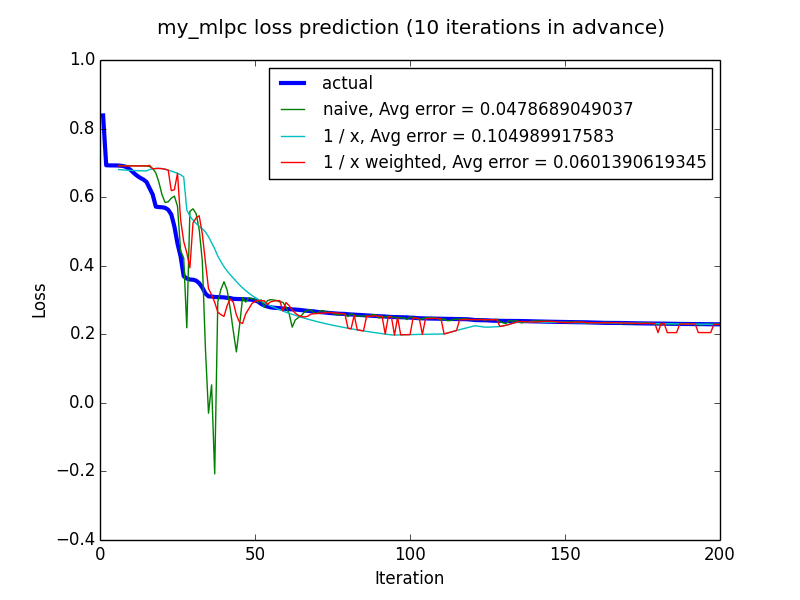 my_mlpc loss prediction (10 iterations in advance)
actual
naive, Avg error = 0.0478689049037
1 / x, Avg error = 0.104989917583
1 / x weighted, Avg error = 0.0601390619345
1.0
0.8
0.6
0.4
0.2
0.0
−0.2
−0.4
Loss
0 50 100 150 200
Iteration